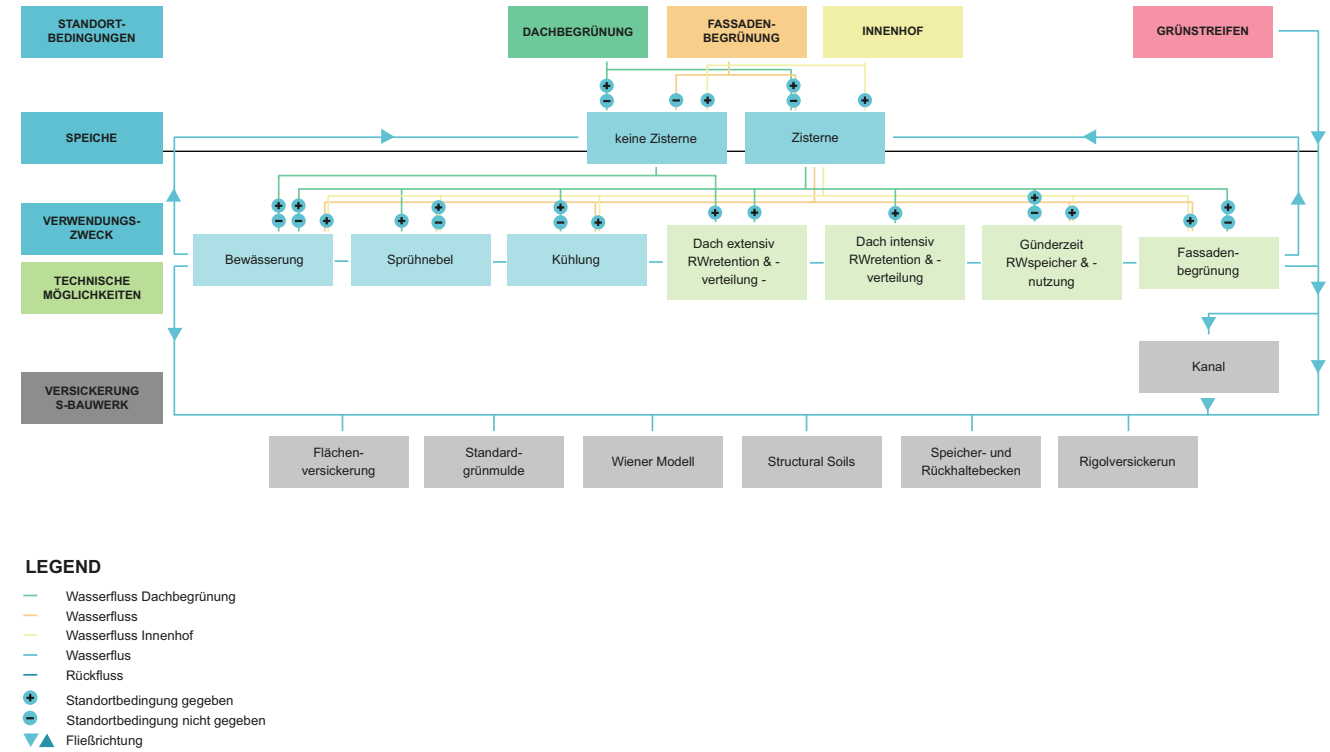 STANDORT-
BEDINGUNGEN
DACHBEGRÜNUNG
FASSADEN-
BEGRÜNUNG
INNENHOF
GRÜNSTREIFEN
SPEICHE
keine Zisterne
Zisterne
VERWENDUNGS-
ZWECK
TECHNISCHE
MÖGLICHKEITEN
Bewässerung
Sprühnebel
Kühlung
Dach extensiv
RWretention & -
verteilung -
Dach intensiv
RWretention & -
verteilung
Günderzeit
RWspeicher & -
nutzung
Fassaden-
begrünung
Kanal
VERSICKERUNG
S-BAUWERK
Flächen-
versickerung
Standard-
grünmulde
Wiener Modell
Structural Soils
Speicher- und
Rückhaltebecken
Rigolversickerun
LEGEND
Wasserfluss Dachbegrünung
Wasserfluss
Wasserfluss Innenhof
Wasserflus
Rückfluss
Standortbedingung gegeben
Standortbedingung nicht gegeben
Fließrichtung